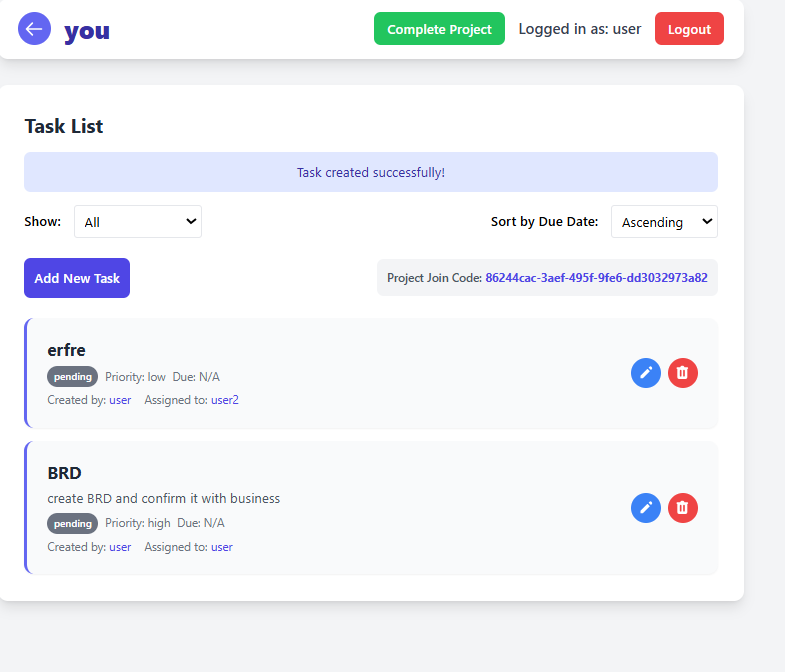 you
Complete Project
Logged in as: user
Logout
Task List
Task created successfully!
Show: All
Sort by Due Date: Ascending
Add New Task
Project Join Code: 86244cac-3aef-495f-9fe6-dd3032973a82
erfre
pending Priority: low Due: N/A
Created by: user Assigned to: user2
BRD
create BRD and confirm it with business
pending Priority: high Due: N/A
Created by: user Assigned to: user